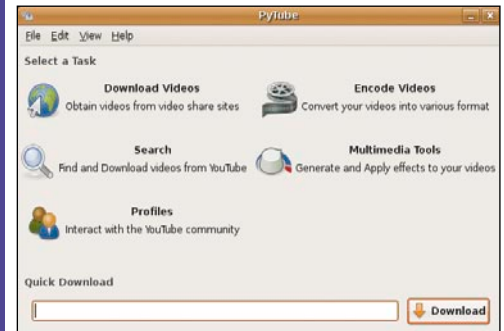 PyTube
File Edit View Help
Select a Task
Download Videos
Obtain videos from video share sites
Encode Videos
Convert your videos into various format
Search
Find and Download videos from YouTube
Multimedia Tools
Generate and Apply effects to your videos
Profiles
Interact with the YouTube community
Quick Download
Download